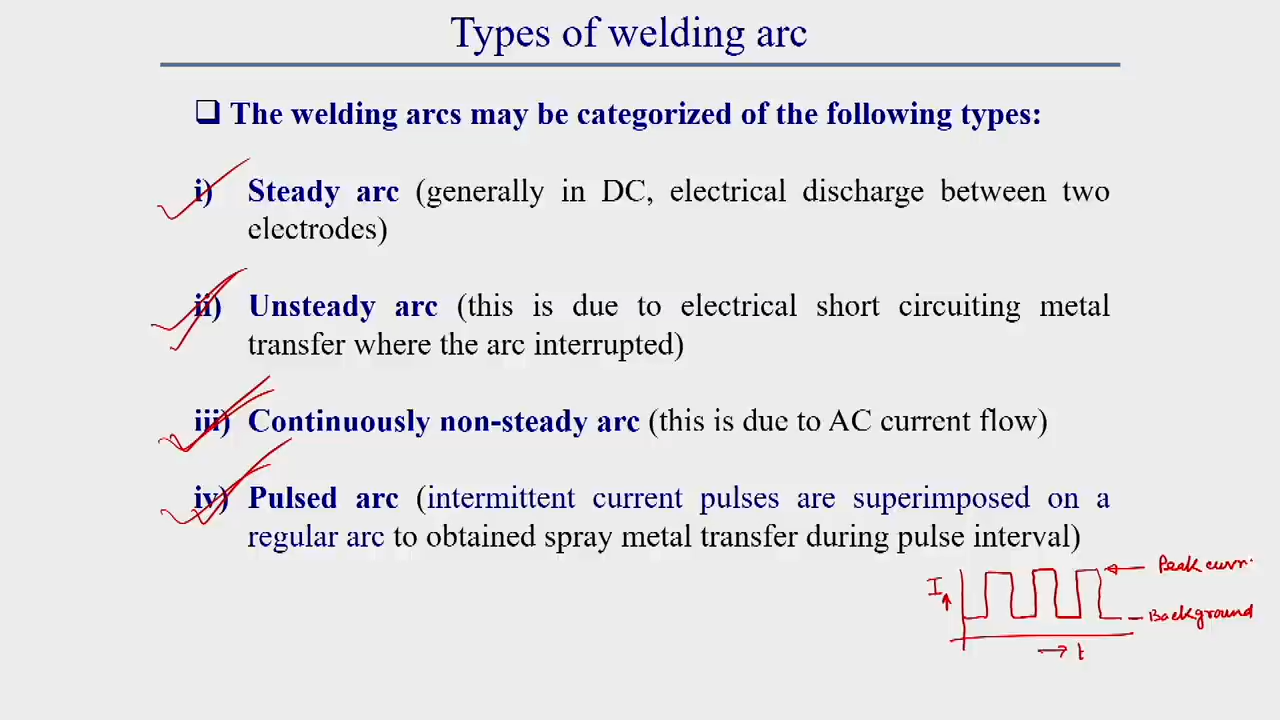 Types of welding arc
❑ The welding arcs may be categorized of the following types:
i) Steady arc (generally in DC, electrical discharge between two
electrodes)
ii) Unsteady arc (this is due to electrical short circuiting metal
transfer where the arc interrupted)
iii) Continuously non-steady arc (this is due to AC current flow)
iv) Pulsed arc (intermittent current pulses are superimposed on a
regular arc to obtained spray metal transfer during pulse interval)
Peak curr.
I
Background
t